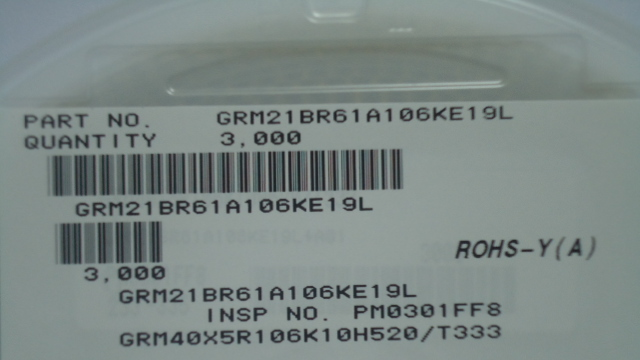 PART NO. GRM21BR61A106KE19L
QUANTITY 3,000
GRM21BR61A106KE19L
ROHS-Y(A)
3,000
GRM21BR61A106KE19L
INSP NO. PM0301FF8
GRM40X5R106K10H520/T333